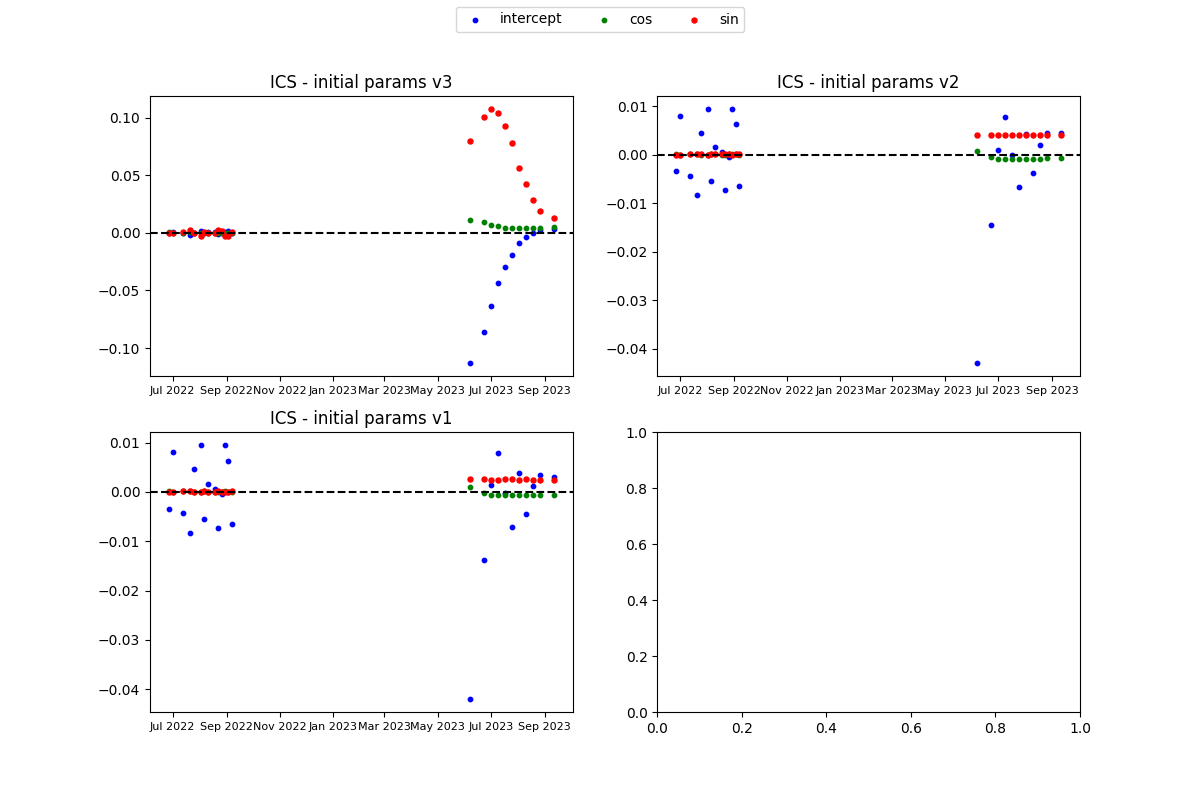 intercept cos sin
ICS - initial params v3
0.10
0.05
0.00
−0.05
−0.10
Jul 2022 Sep 2022 Nov 2022 Jan 2023 Mar 2023 May 2023 Jul 2023 Sep 2023
ICS - initial params v2
0.01
0.00
−0.01
−0.02
−0.03
−0.04
Jul 2022 Sep 2022 Nov 2022 Jan 2023 Mar 2023 May 2023 Jul 2023 Sep 2023
ICS - initial params v1
0.01
0.00
−0.01
−0.02
−0.03
−0.04
Jul 2022 Sep 2022 Nov 2022 Jan 2023 Mar 2023 May 2023 Jul 2023 Sep 2023
1.0
0.8
0.6
0.4
0.2
0.0
0.0 0.2 0.4 0.6 0.8 1.0